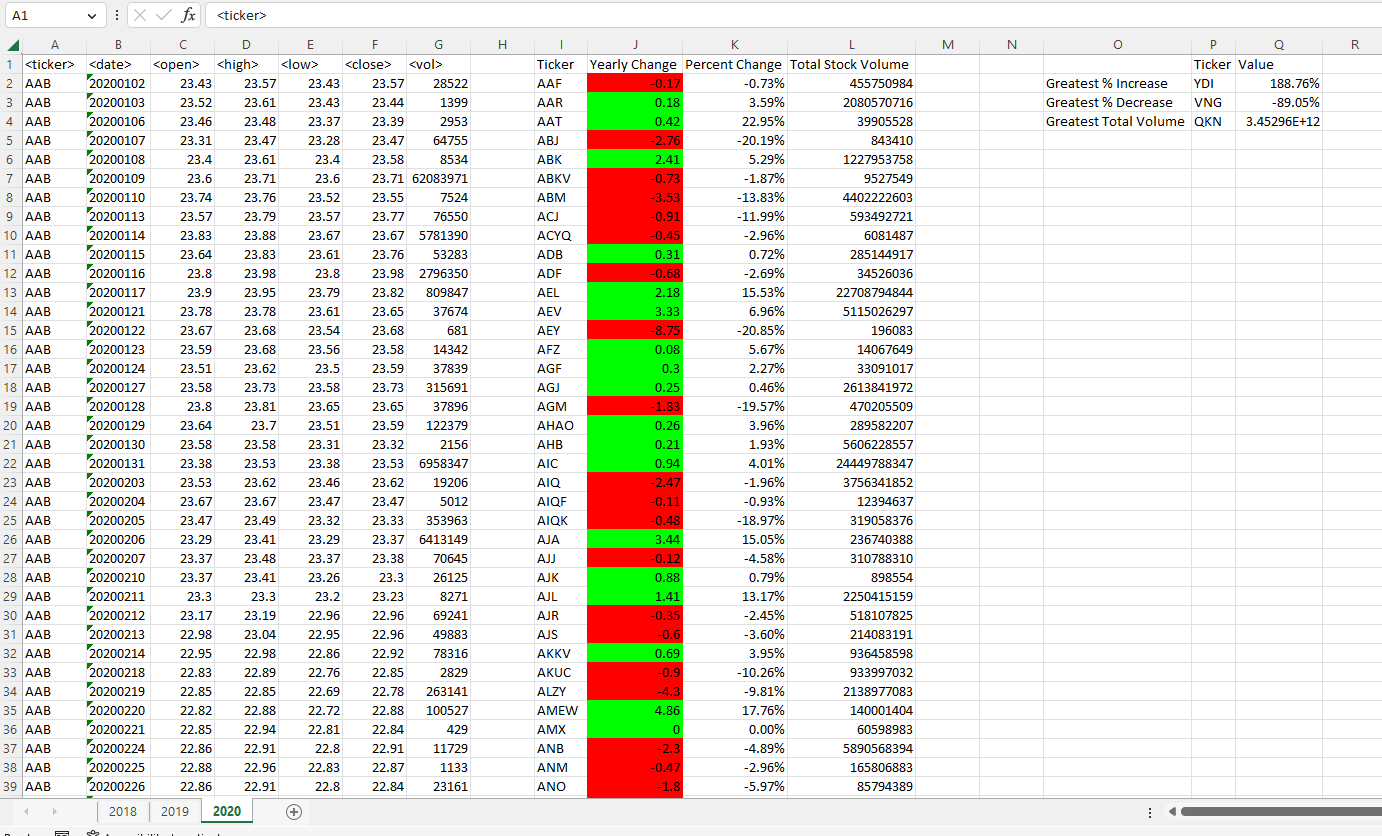 A1 fx <ticker>
A B C D E F G H I J K L M N O P Q R
1 <ticker> <date> <open> <high> <low> <close> <vol> Ticker Yearly Change Percent Change Total Stock Volume Ticker Value
2 AAB 20200102 23.43 23.57 23.43 23.57 28522 AAF -0.17 -0.73% 455750984 Greatest % Increase YDI 188.76%
3 AAB 20200103 23.52 23.61 23.43 23.44 1399 AAR 0.18 3.59% 2080570716 Greatest % Decrease VNG -89.05%
4 AAB 20200106 23.46 23.48 23.37 23.39 2953 AAT 0.42 22.95% 39905528 Greatest Total Volume QKN 3.45296E+12
5 AAB 20200107 23.31 23.47 23.28 23.47 64755 ABJ -2.76 -20.19% 843410
6 AAB 20200108 23.4 23.61 23.4 23.58 8534 ABK 2.41 5.29% 1227953758
7 AAB 20200109 23.6 23.71 23.6 23.71 62083971 ABKV -0.73 -1.87% 9527549
8 AAB 20200110 23.74 23.76 23.52 23.55 7524 ABM -3.53 -13.83% 4402222603
9 AAB 20200113 23.57 23.79 23.57 23.77 76550 ACJ -0.91 -11.99% 593492721
10 AAB 20200114 23.83 23.88 23.67 23.67 5781390 ACYQ -0.45 -2.96% 6081487
11 AAB 20200115 23.64 23.83 23.61 23.76 53283 ADB 0.31 0.72% 285144917
12 AAB 20200116 23.8 23.98 23.8 23.98 2796350 ADF -0.68 -2.69% 34526036
13 AAB 20200117 23.9 23.95 23.79 23.82 809847 AEL 2.18 15.53% 22708794844
14 AAB 20200121 23.78 23.78 23.61 23.65 37674 AEV 3.33 6.96% 5115026297
15 AAB 20200122 23.67 23.68 23.54 23.68 681 AEY -8.75 -20.85% 196083
16 AAB 20200123 23.59 23.68 23.56 23.58 14342 AFZ 0.08 5.67% 14067649
17 AAB 20200124 23.51 23.62 23.5 23.59 37839 AGF 0.3 2.27% 33091017
18 AAB 20200127 23.58 23.73 23.58 23.73 315691 AGJ 0.25 0.46% 2613841972
19 AAB 20200128 23.8 23.81 23.65 23.65 37896 AGM -1.83 -19.57% 470205509
20 AAB 20200129 23.64 23.7 23.51 23.59 122379 AHAO 0.26 3.96% 289582207
21 AAB 20200130 23.58 23.58 23.31 23.32 2156 AHB 0.21 1.93% 5606228557
22 AAB 20200131 23.38 23.53 23.38 23.53 6958347 AIC 0.94 4.01% 24449788347
23 AAB 20200203 23.53 23.62 23.46 23.62 19206 AIQ -2.47 -1.96% 3756341852
24 AAB 20200204 23.67 23.67 23.47 23.47 5012 AIQF -0.11 -0.93% 12394637
25 AAB 20200205 23.47 23.49 23.32 23.33 353963 AIQK -0.48 -18.97% 319058376
26 AAB 20200206 23.29 23.41 23.29 23.37 6413149 AJA 3.44 15.05% 236740388
27 AAB 20200207 23.37 23.48 23.37 23.38 70645 AJJ -0.12 -4.58% 310788310
28 AAB 20200210 23.37 23.41 23.26 23.3 26125 AJK 0.88 0.79% 898554
29 AAB 20200211 23.3 23.3 23.2 23.23 8271 AJL 1.41 13.17% 2250415159
30 AAB 20200212 23.17 23.19 22.96 22.96 69241 AJR -0.35 -2.45% 518107825
31 AAB 20200213 22.98 23.04 22.95 22.96 49883 AJS -0.6 -3.60% 214083191
32 AAB 20200214 22.95 22.98 22.86 22.92 78316 AKKV 0.69 3.95% 936458598
33 AAB 20200218 22.83 22.89 22.76 22.85 2829 AKUC -0.9 -10.26% 933997032
34 AAB 20200219 22.85 22.85 22.69 22.78 263141 ALZY -4.3 -9.81% 2138977083
35 AAB 20200220 22.82 22.88 22.72 22.88 100527 AMEW 4.86 17.76% 140001404
36 AAB 20200221 22.85 22.94 22.81 22.84 429 AMX 0 0.00% 60598983
37 AAB 20200224 22.86 22.91 22.8 22.91 11729 ANB -2.3 -4.89% 5890568394
38 AAB 20200225 22.88 22.96 22.83 22.87 1133 ANM -0.47 -2.96% 165806883
39 AAB 20200226 22.86 22.91 22.8 22.84 23161 ANO -1.8 -5.97% 85794389
2018 2019 2020